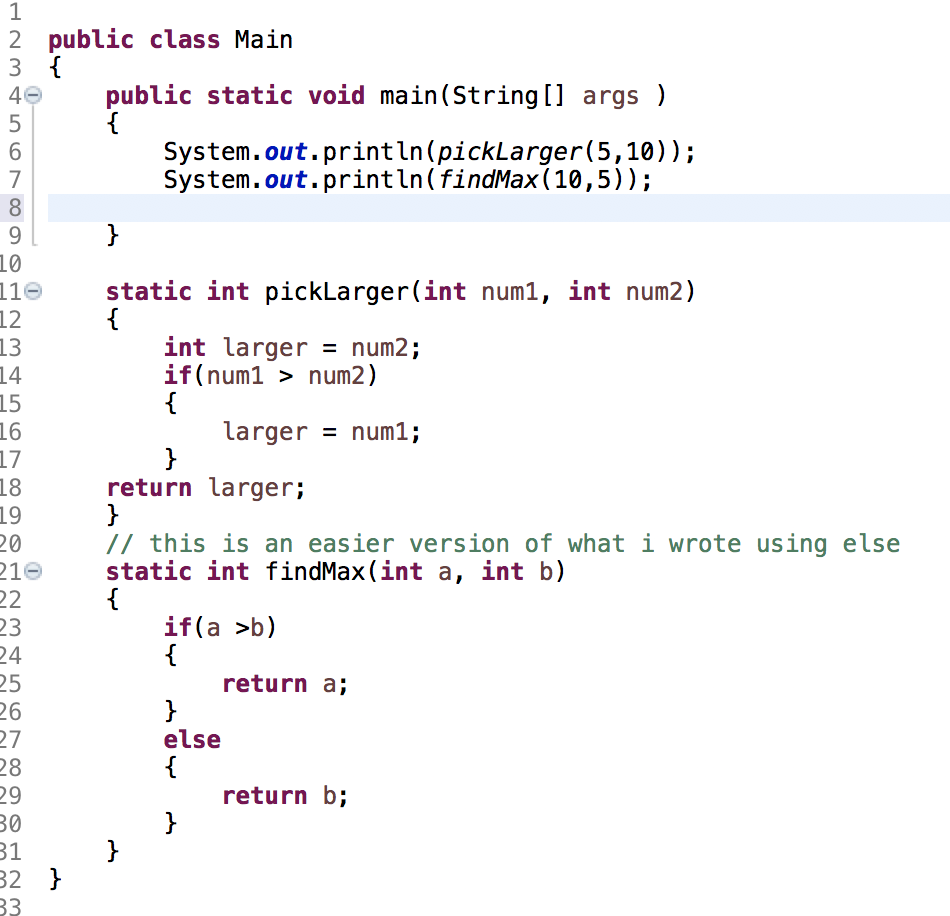 1
2 public class Main
3 {
4 public static void main(String[] args )
5 {
6 System.out.println(pickLarger(5,10));
7 System.out.println(findMax(10,5));
8
9 }
10
11 static int pickLarger(int num1, int num2)
12 {
13 int larger = num2;
14 if(num1 > num2)
15 {
16 larger = num1;
17 }
18 return larger;
19 }
20 // this is an easier version of what i wrote using else
21 static int findMax(int a, int b)
22 {
23 if(a >b)
24 {
25 return a;
26 }
27 else
28 {
29 return b;
30 }
31 }
32 }
33